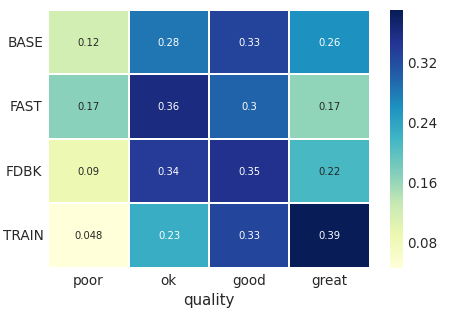 BASE 0.12 0.28 0.33 0.26
0.32
FAST 0.17 0.36 0.3 0.17
0.24
FDBK 0.09 0.34 0.35 0.22
0.16
TRAIN 0.048 0.23 0.33 0.39
0.08
poor ok good great
quality